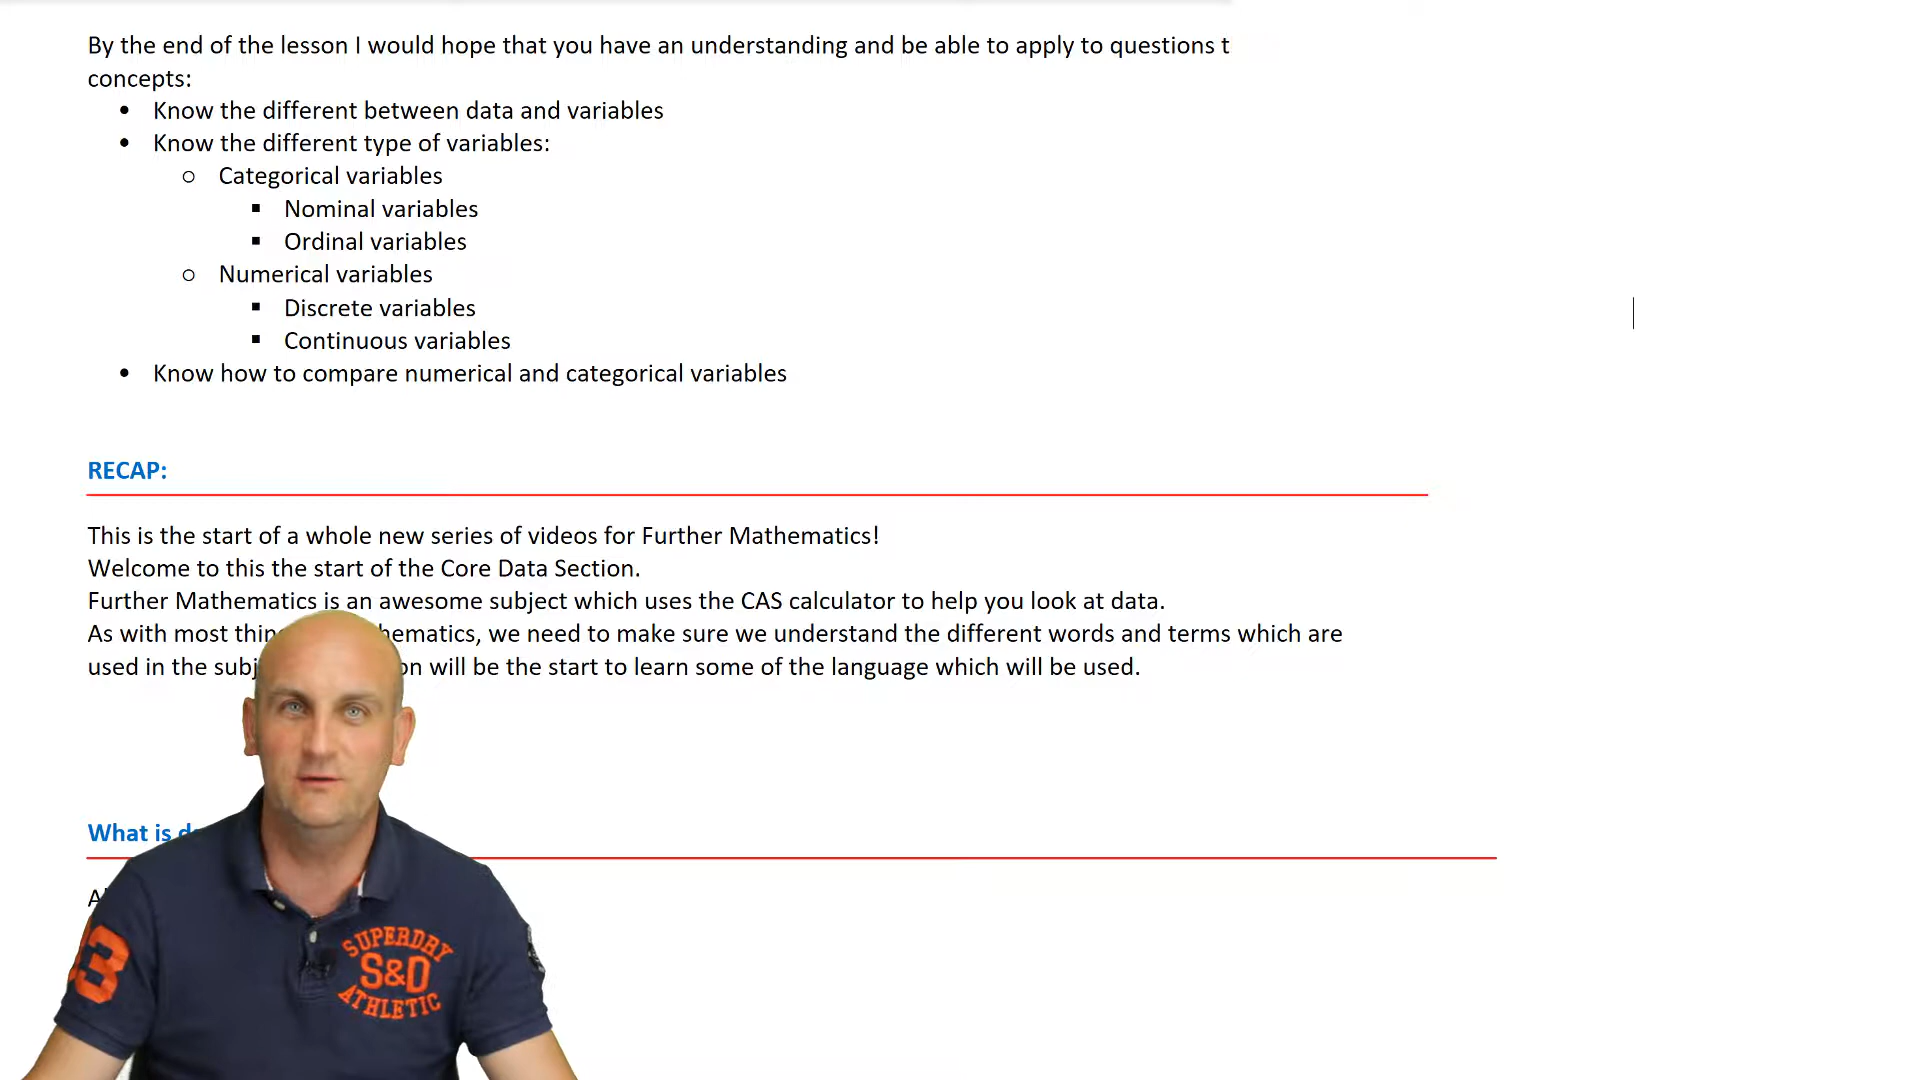 By the end of the lesson I would hope that you have an understanding and be able to apply to questions t
concepts:
• Know the different between data and variables
• Know the different type of variables:
○ Categorical variables
▪ Nominal variables
▪ Ordinal variables
○ Numerical variables
▪ Discrete variables
▪ Continuous variables
• Know how to compare numerical and categorical variables
RECAP:
This is the start of a whole new series of videos for Further Mathematics!
Welcome to this the start of the Core Data Section.
Further Mathematics is an awesome subject which uses the CAS calculator to help you look at data.
As with most thin hematics, we need to make sure we understand the different words and terms which are
used in the subj on will be the start to learn some of the language which will be used.
What is d
A
3
SUPERDRY
S&D
ATHLETIC